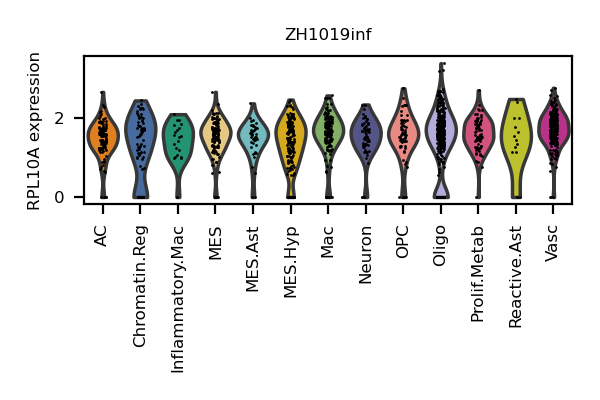 ZH1019inf
RPL10A expression
2
0
AC
Chromatin.Reg
Inflammatory.Mac
MES
MES.Ast
MES.Hyp
Mac
Neuron
OPC
Oligo
Prolif.Metab
Reactive.Ast
Vasc